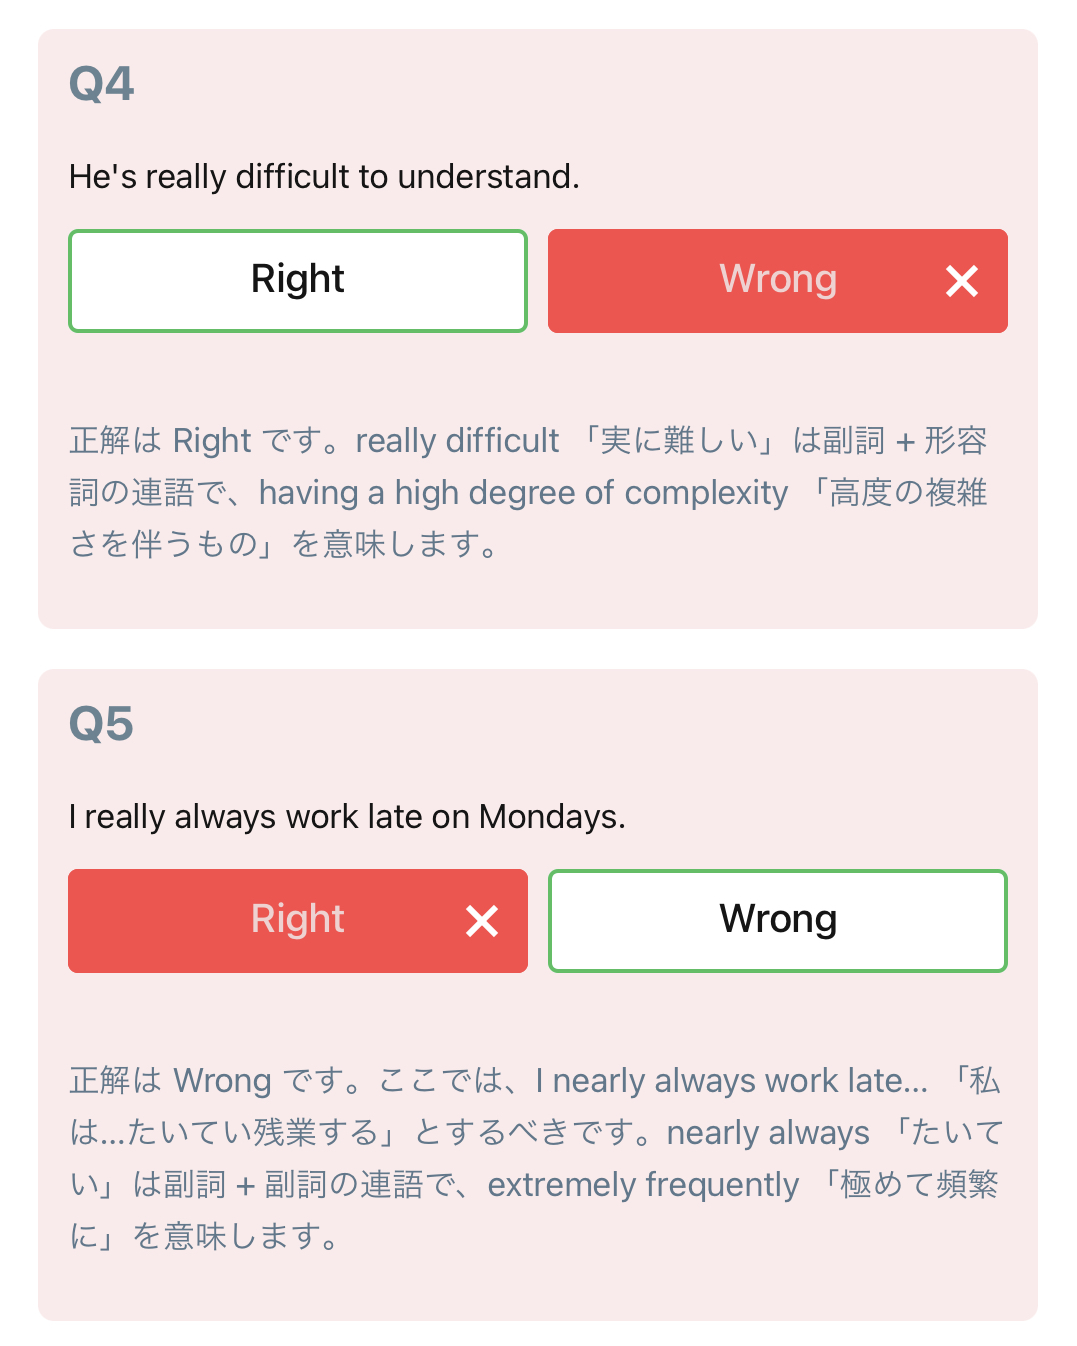 Q4
He's really difficult to understand.
Right
Wrong ×
正解は Right です。really difficult 「実に難しい」は副詞 + 形容
詞の連語で、having a high degree of complexity 「高度の複雑
さを伴うもの」を意味します。
Q5
I really always work late on Mondays.
Right ×
Wrong
正解は Wrong です。ここでは、I nearly always work late... 「私
は...たいてい残業する」とするべきです。nearly always 「たいて
い」は副詞 + 副詞の連語で、extremely frequently 「極めて頻繁
に」を意味します。